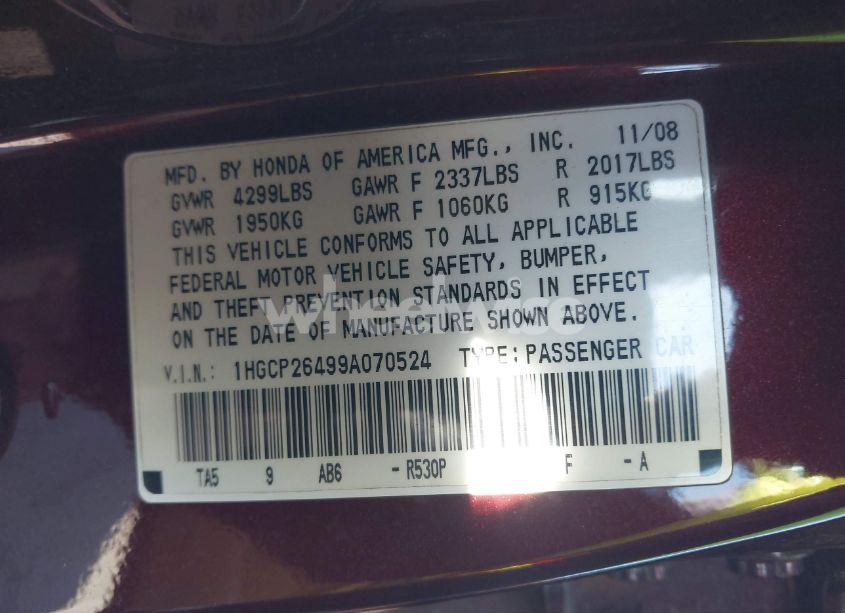 MFD. BY HONDA OF AMERICA MFG., INC. 11/08
GVWR 4299LBS GAWR F 2337LBS R 2017LBS
GVWR 1950KG GAWR F 1060KG R 915KG
THIS VEHICLE CONFORMS TO ALL APPLICABLE
FEDERAL MOTOR VEHICLE SAFETY, BUMPER,
AND THEFT PREVENTION STANDARDS IN EFFECT
ON THE DATE OF MANUFACTURE SHOWN ABOVE.
V.I.N.: 1HGCP26499A070524 TYPE: PASSENGER CAR
TA5 9 AB6 -R530P F -A